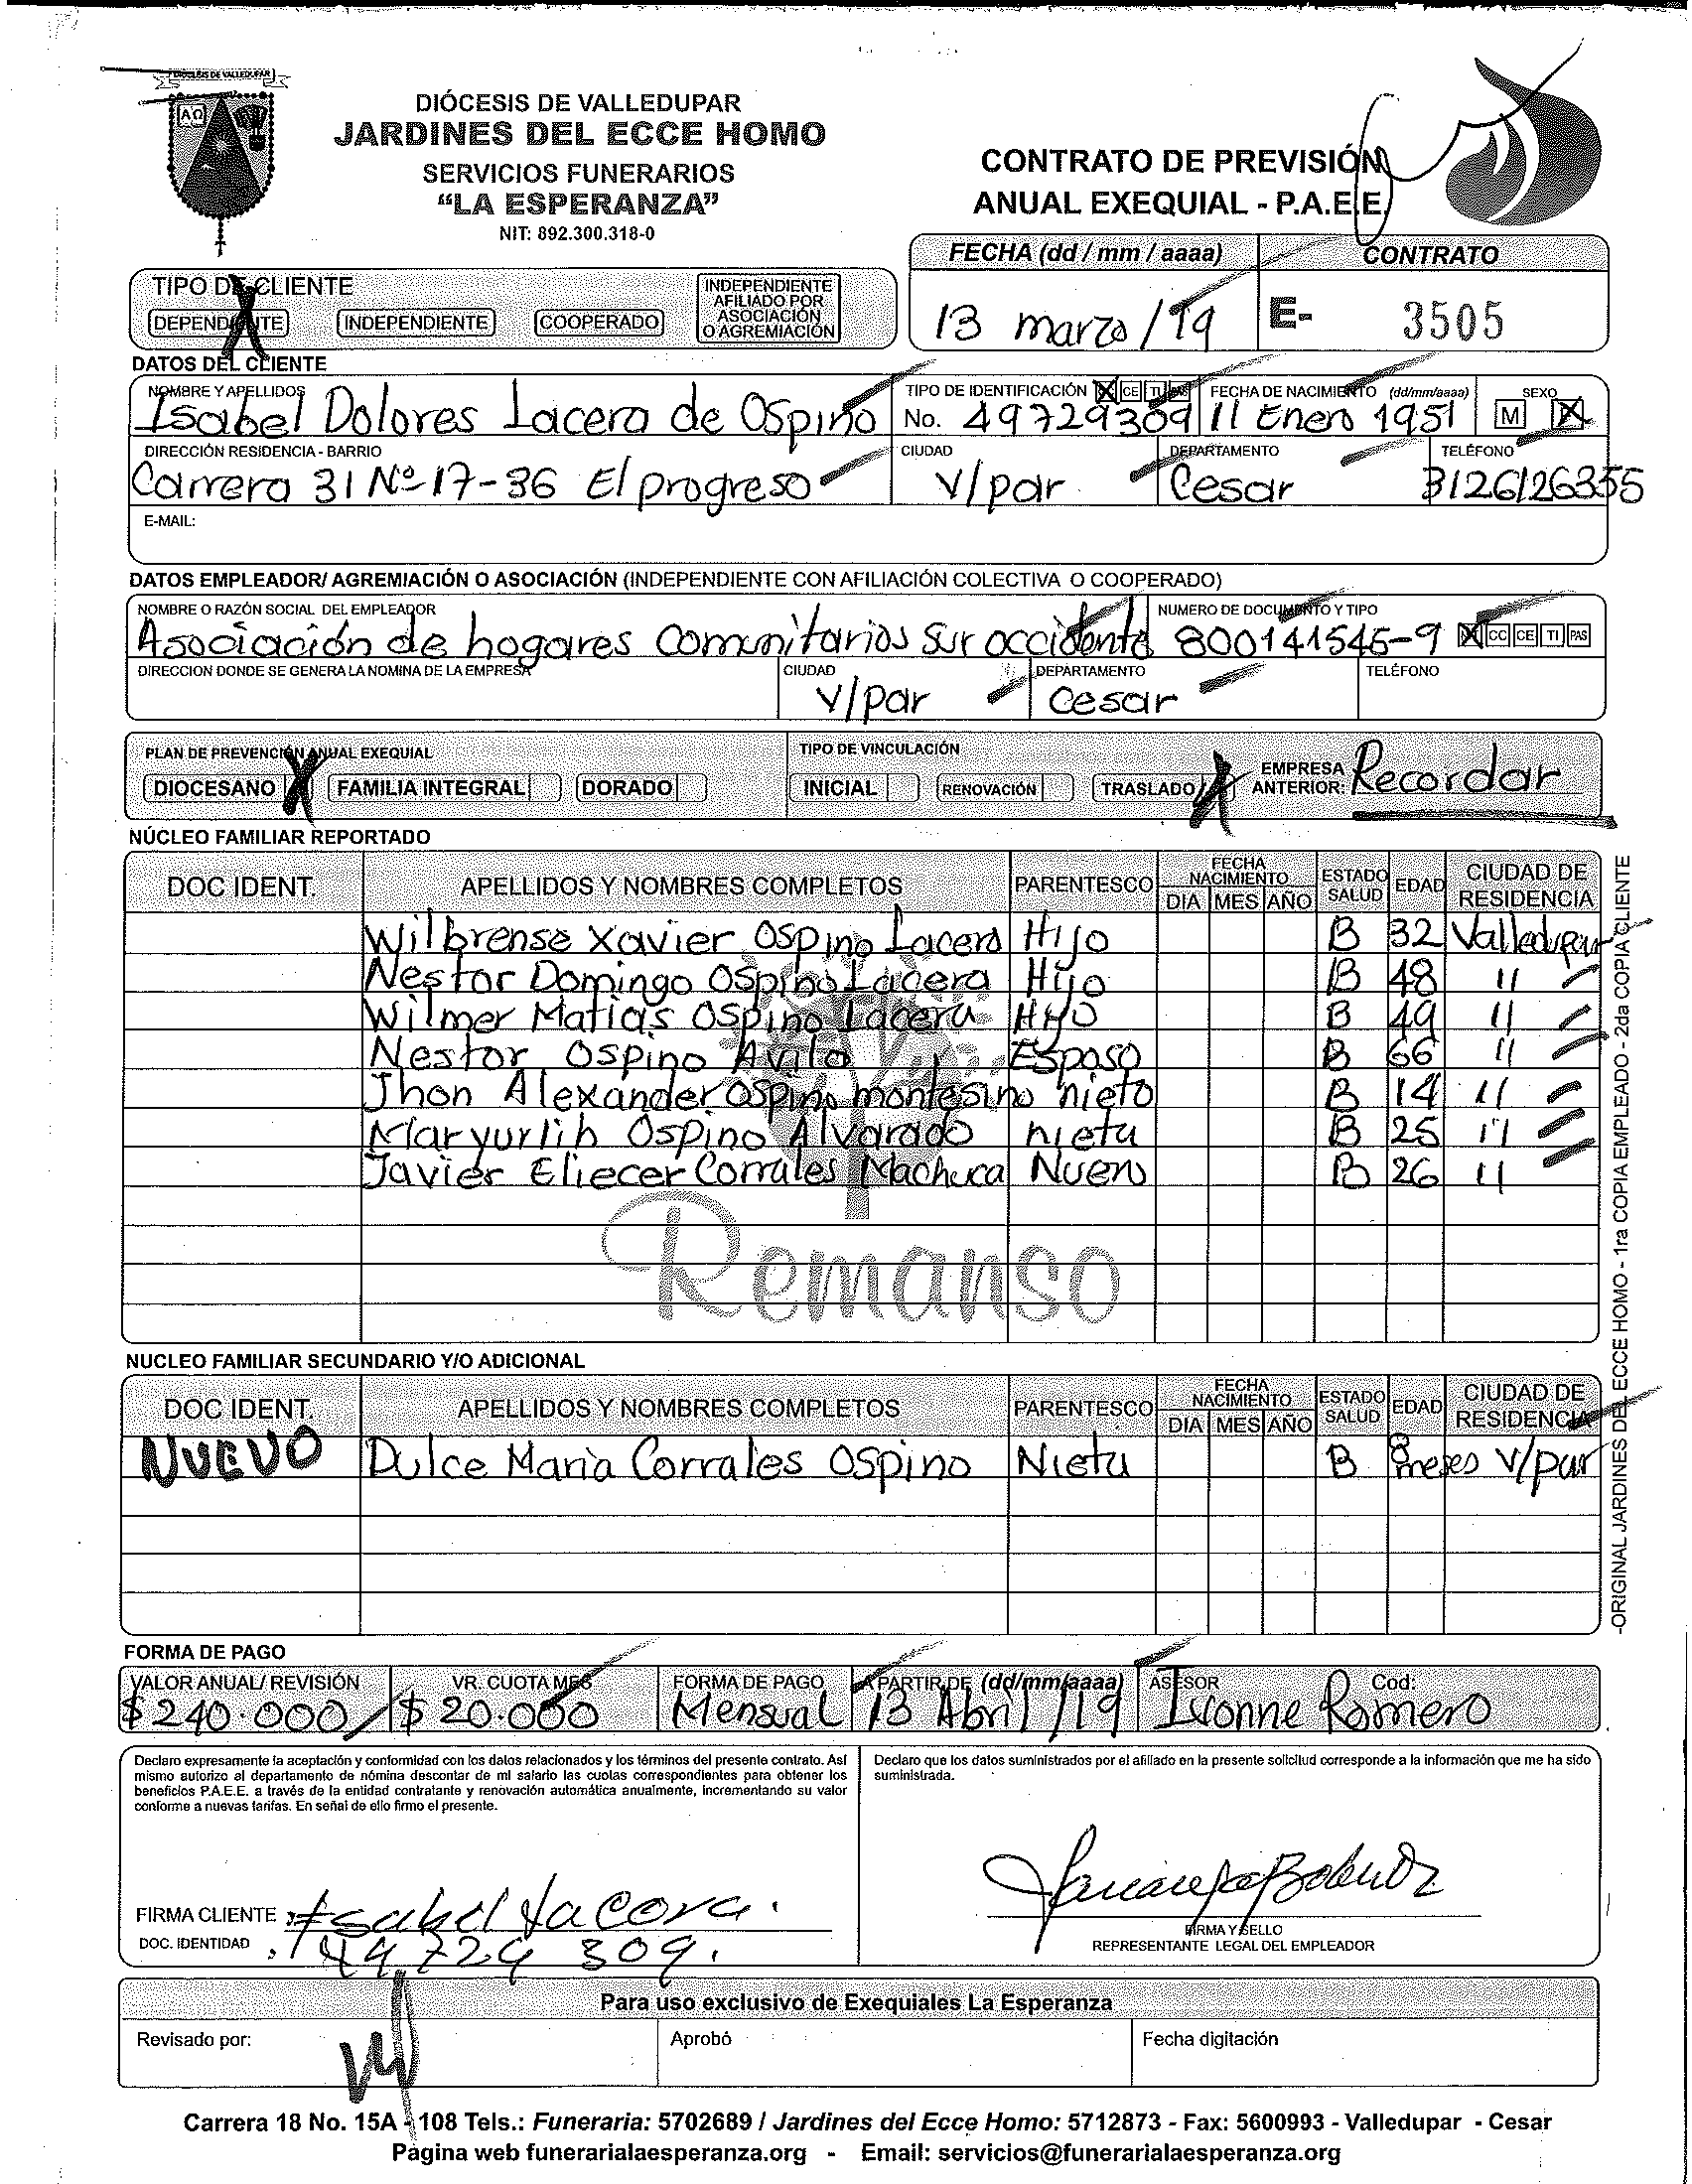 DIÓCESIS DE VALLEDUPAR
DIÓCESIS DE VALLEDUPAR
JARDINES DEL ECCE HOMO
SERVICIOS FUNERARIOS
“LA ESPERANZA”
NIT: 892.300.318-0
CONTRATO DE PREVISIÓN
ANUAL EXEQUIAL - P.A.E.E.
FECHA (dd / mm / aaaa) CONTRATO
13 marzo / 19 E- 3505
TIPO DE CLIENTE
DEPENDIENTE INDEPENDIENTE COOPERADO INDEPENDIENTE AFILIADO POR ASOCIACIÓN O AGREMIACIÓN
DATOS DEL CLIENTE
NOMBRE Y APELLIDOS TIPO DE IDENTIFICACIÓN CE TI PAS FECHA DE NACIMIENTO (dd/mm/aaaa) SEXO
Isabel Dolores Lacera de Ospino No. 49729309 11 Enero 1951 M
DIRECCIÓN RESIDENCIA - BARRIO CIUDAD DEPARTAMENTO TELÉFONO
Carrera 31 Nº 17-36 El progreso V/par Cesar 3126126355
E-MAIL:
DATOS EMPLEADOR/ AGREMIACIÓN O ASOCIACIÓN (INDEPENDIENTE CON AFILIACIÓN COLECTIVA O COOPERADO)
NOMBRE O RAZÓN SOCIAL DEL EMPLEADOR NUMERO DE DOCUMENTO Y TIPO
Asociación de hogares Comunitarios Sur occidente 800141545-9 CC CE TI PAS
DIRECCION DONDE SE GENERA LA NOMINA DE LA EMPRESA CIUDAD DEPARTAMENTO TELÉFONO
V/par Cesar
PLAN DE PREVENCIÓN ANUAL EXEQUIAL TIPO DE VINCULACIÓN
DIOCESANO FAMILIA INTEGRAL DORADO INICIAL RENOVACIÓN TRASLADO EMPRESA ANTERIOR: Recordar
NÚCLEO FAMILIAR REPORTADO
DOC IDENT. APELLIDOS Y NOMBRES COMPLETOS PARENTESCO FECHA NACIMIENTO DIA MES AÑO ESTADO SALUD EDAD CIUDAD DE RESIDENCIA
Wilbrense Xavier Ospino Lacera Hijo B 32 Valledupar
Nestor Domingo Ospino Lacera Hijo B 48 "
Wilmer Matias Ospino Lacera Hijo B 49 "
Nestor Ospino Avila Esposo B 66 "
Jhon Alexander Ospino montesino nieto B 14 "
Maryurlih Ospino Alvarado nieta B 25 "
Javier Eliecer Corrales Machuca Nuero B 26 "
Remanso
NUCLEO FAMILIAR SECUNDARIO Y/O ADICIONAL
DOC IDENT. APELLIDOS Y NOMBRES COMPLETOS PARENTESCO FECHA NACIMIENTO DIA MES AÑO ESTADO SALUD EDAD CIUDAD DE RESIDENCIA
NUEVO Dulce Maria Corrales Ospino Nieta B 8 meses V/par
-ORIGINAL JARDINES DEL ECCE HOMO - 1ra COPIA EMPLEADO - 2da COPIA CLIENTE
FORMA DE PAGO
VALOR ANUAL/ REVISIÓN VR. CUOTA MES FORMA DE PAGO A PARTIR DE (dd/mm/aaaa) ASESOR Cod:
$ 240.000 $ 20.000 Mensual 13 Abril /19 Ivonne Romero
Declaro expresamente la aceptación y conformidad con los datos relacionados y los términos del presente contrato. Así
mismo autorizo al departamento de nómina descontar de mi salario las cuotas correspondientes para obtener los
beneficios P.A.E.E. a través de la entidad contratante y renovación automática anualmente, incrementando su valor
conforme a nuevas tarifas. En señal de ello firmo el presente.
Declaro que los datos suministrados por el afiliado en la presente solicitud corresponde a la información que me ha sido
suministrada.
FIRMA CLIENTE Isabel Lacera.
DOC. IDENTIDAD 49.729 309.
FIRMA Y SELLO
REPRESENTANTE LEGAL DEL EMPLEADOR
Para uso exclusivo de Exequiales La Esperanza
Revisado por: Aprobó Fecha digitación
Carrera 18 No. 15A - 108 Tels.: Funeraria: 5702689 / Jardines del Ecce Homo: 5712873 - Fax: 5600993 - Valledupar - Cesar
Página web funerarialaesperanza.org - Email: servicios@funerarialaesperanza.org